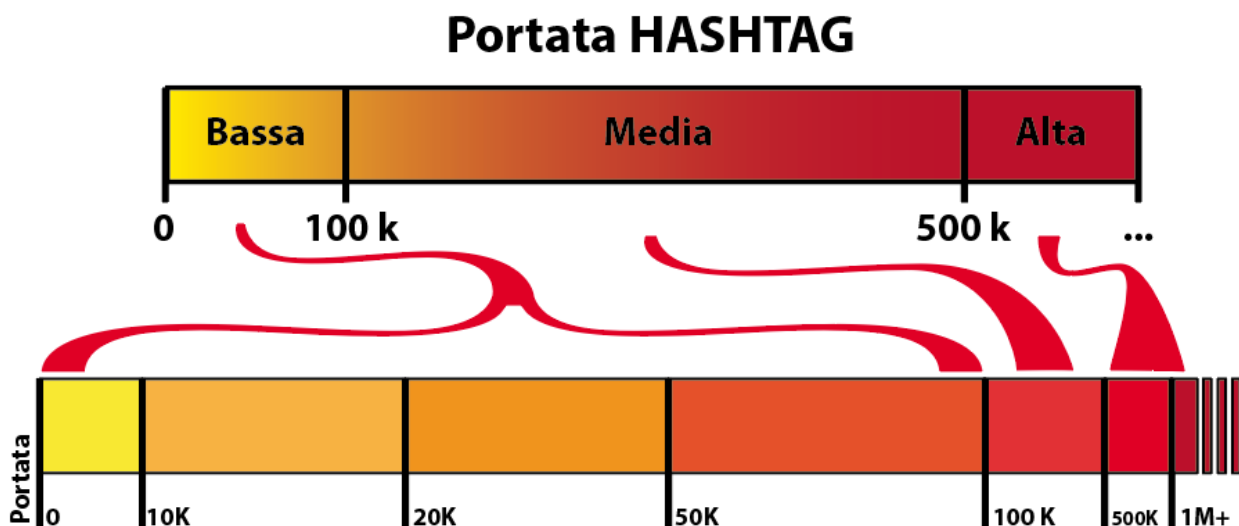 Portata HASHTAG
Bassa Media Alta
0 100 k 500 k ...
Portata
0 10K 20K 50K 100 K 500K 1M+